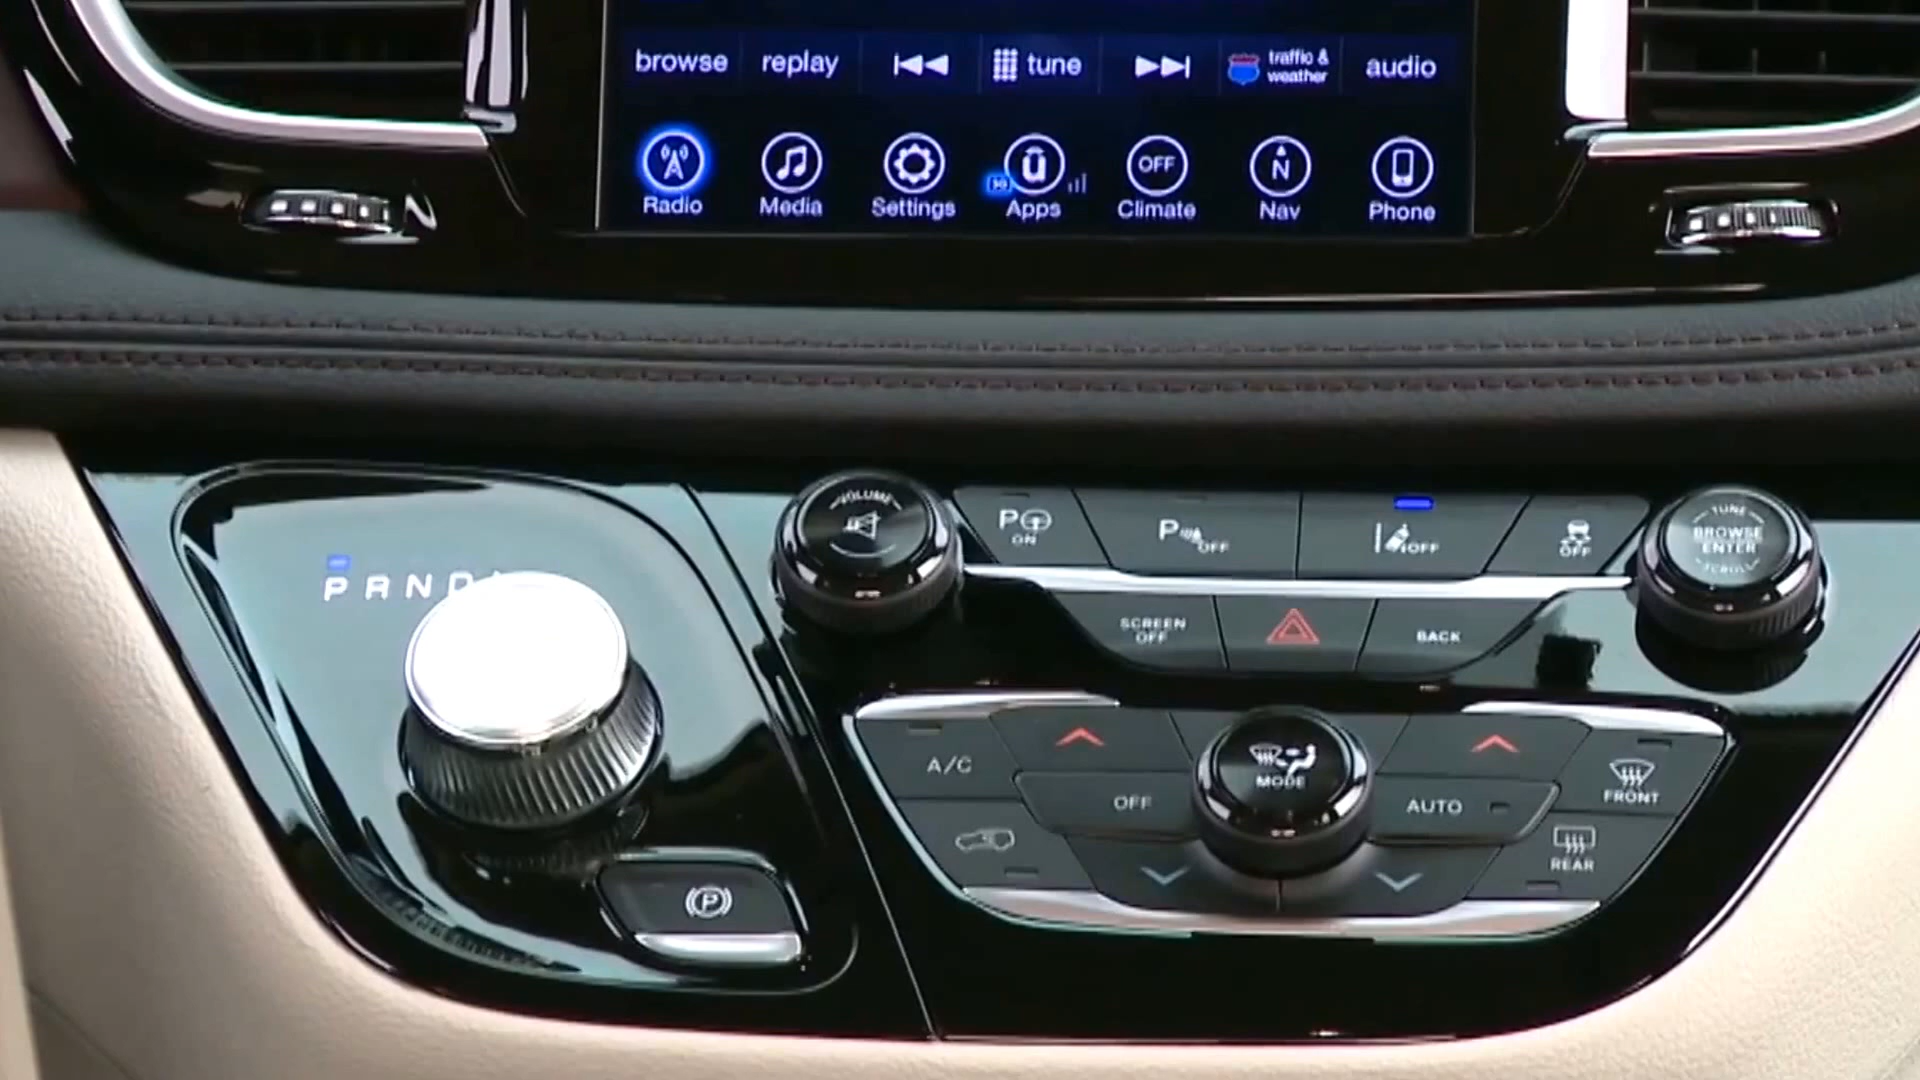 browse replay tune traffic & weather audio
Radio Media Settings Apps OFF Climate N Nav Phone
VOLUME
P ON
P OFF
OFF
OFF
TUNE
BROWSE
ENTER
SCROLL
P R N D
SCREEN
OFF
BACK
A/C
OFF
MODE
AUTO
FRONT
REAR
P